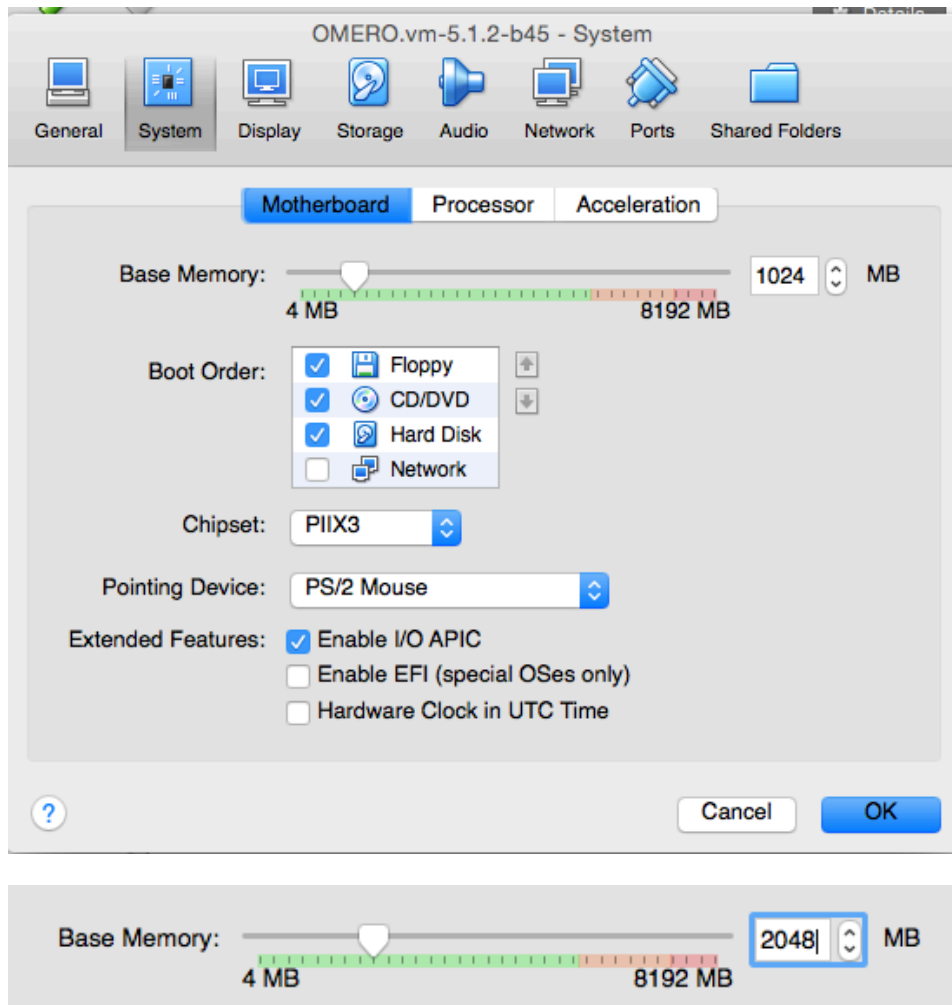 Details
OMERO.vm-5.1.2-b45 - System
General System Display Storage Audio Network Ports Shared Folders
Motherboard Processor Acceleration
Base Memory: 1024 MB
4 MB 8192 MB
Boot Order: Floppy
CD/DVD
Hard Disk
Network
Chipset: PIIX3
Pointing Device: PS/2 Mouse
Extended Features: Enable I/O APIC
Enable EFI (special OSes only)
Hardware Clock in UTC Time
? Cancel OK
Base Memory: 2048 MB
4 MB 8192 MB